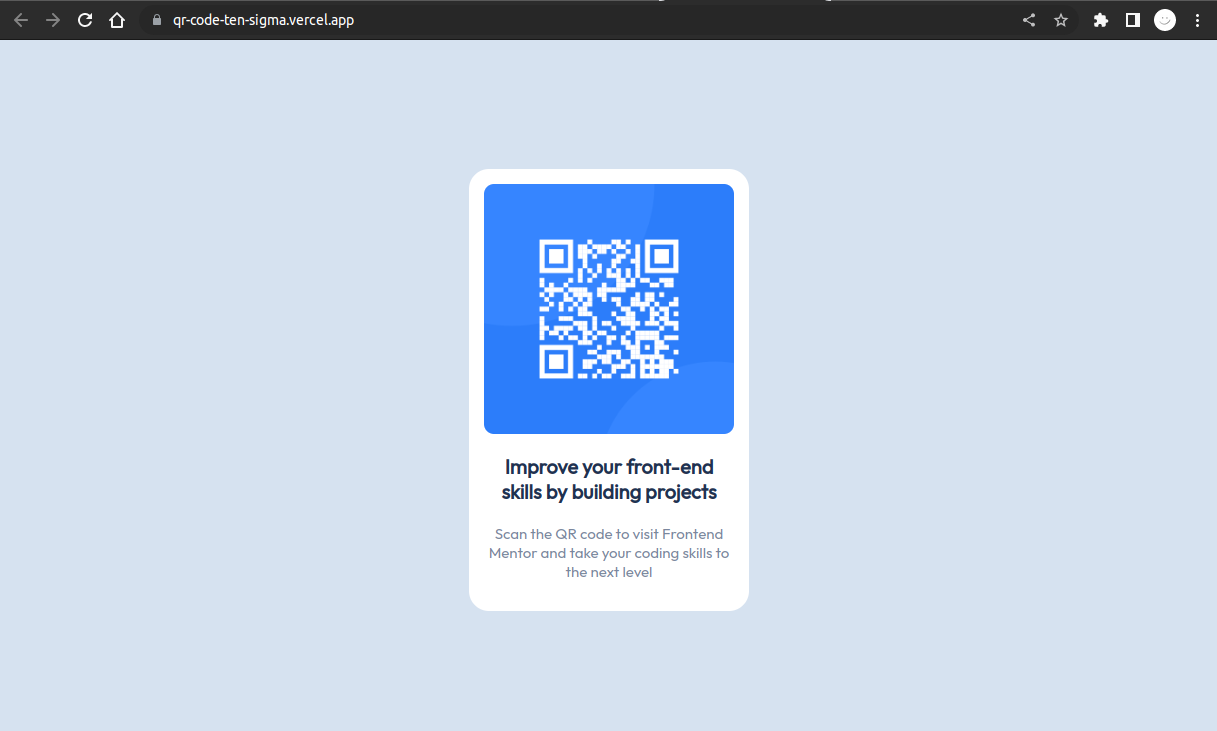 qr-code-ten-sigma.vercel.app
Improve your front-end
skills by building projects
Scan the QR code to visit Frontend
Mentor and take your coding skills to
the next level